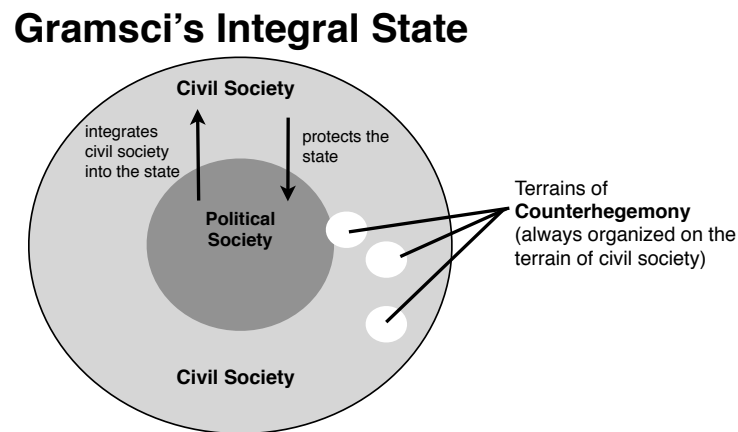 Gramsci's Integral State
Civil Society
integrates
civil society
into the state
protects the
state
Political
Society
Terrains of
Counterhegemony
(always organized on the
terrain of civil society)
Civil Society